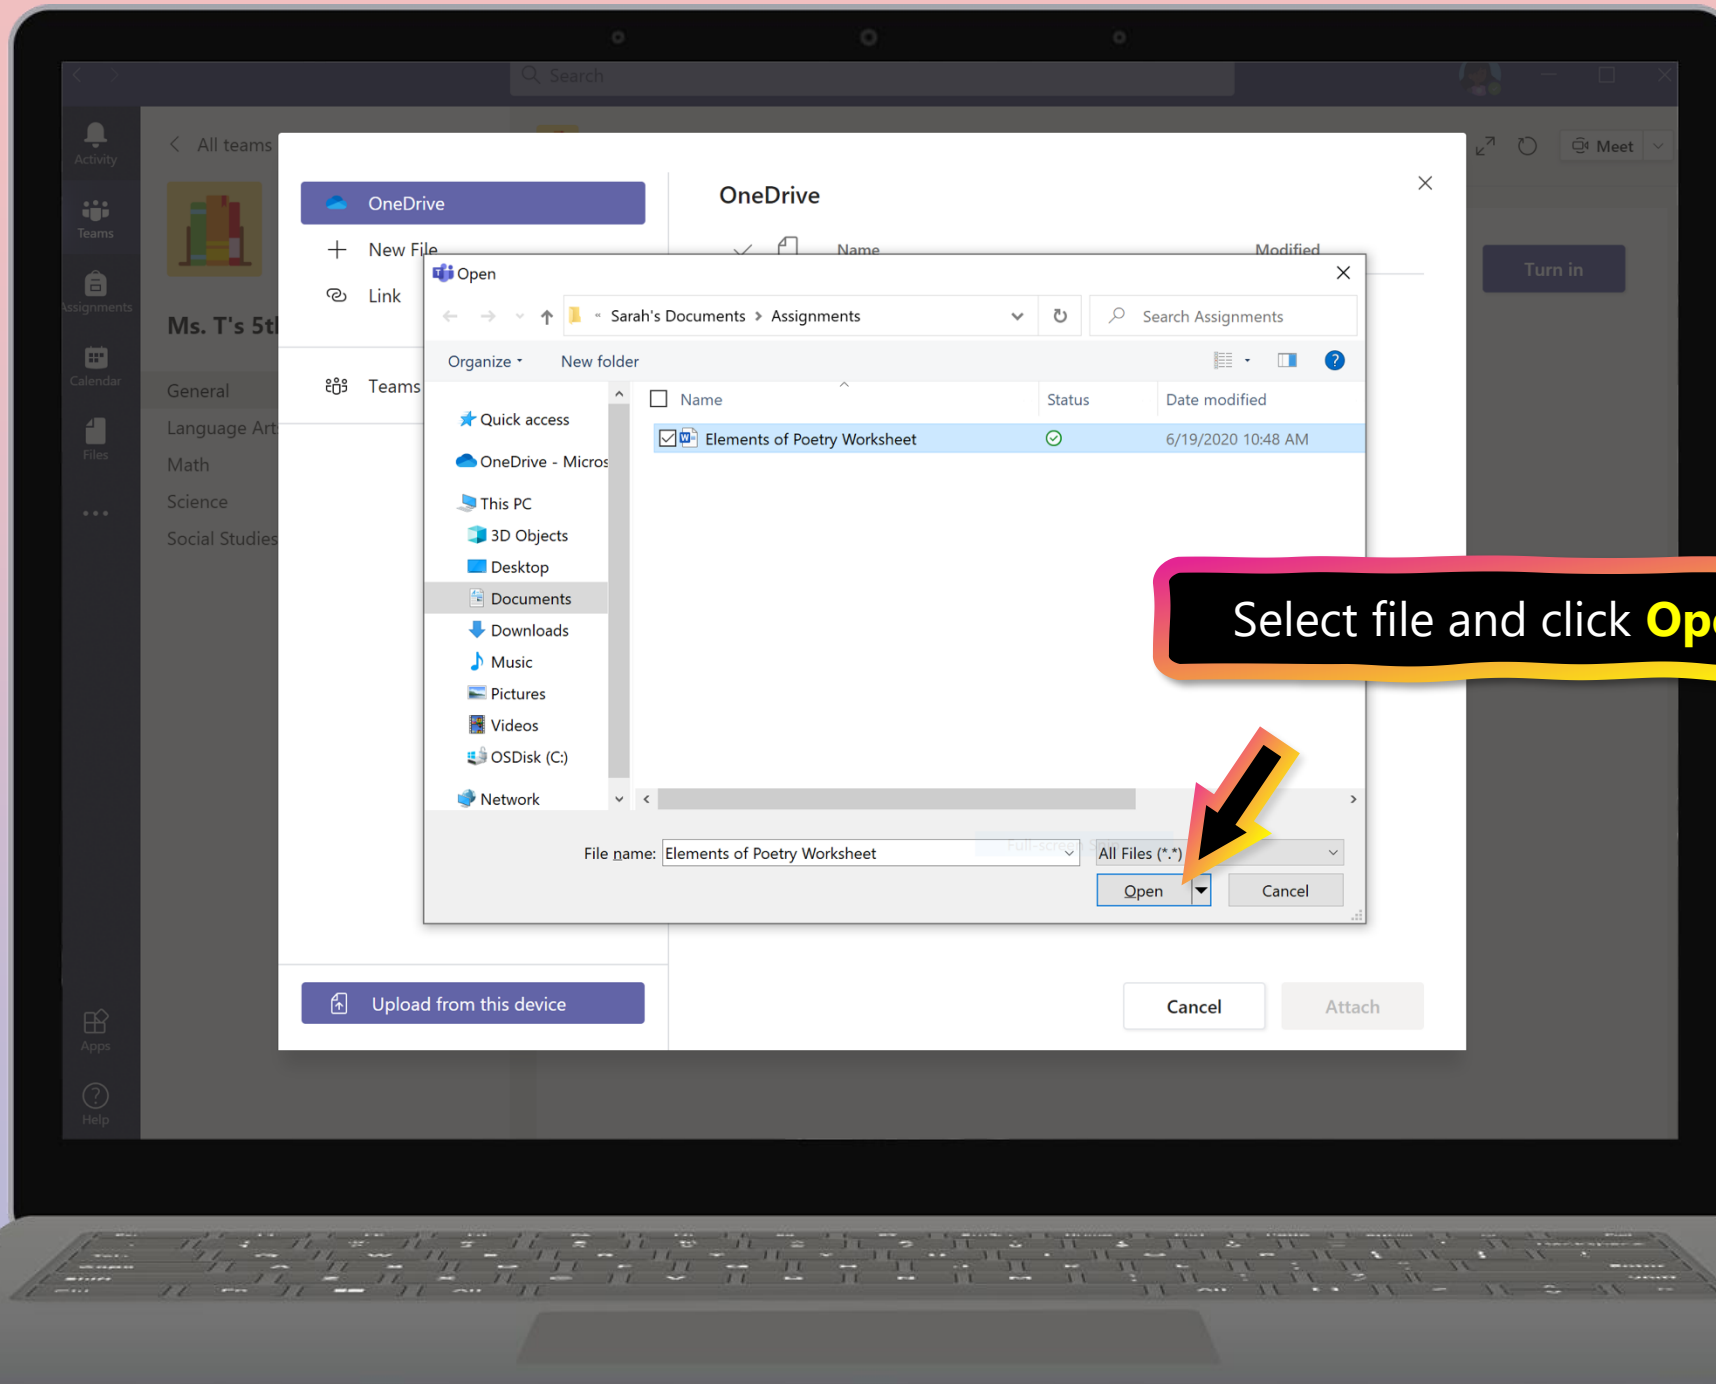 Search
Activity
Teams
Assignments
Calendar
Files
Apps
Help
All teams
Ms. T's 5t
General
Language Art
Math
Science
Social Studies
Meet
Turn in
OneDrive
New File
Link
Teams
Upload from this device
OneDrive
Name Modified
Cancel Attach
Open
Sarah's Documents > Assignments
Search Assignments
Organize New folder
Quick access
OneDrive - Micros
This PC
3D Objects
Desktop
Documents
Downloads
Music
Pictures
Videos
OSDisk (C:)
Network
Name Status Date modified
Elements of Poetry Worksheet 6/19/2020 10:48 AM
File name: Elements of Poetry Worksheet All Files (*.*)
Full-screen
Open Cancel
Select file and click Ope